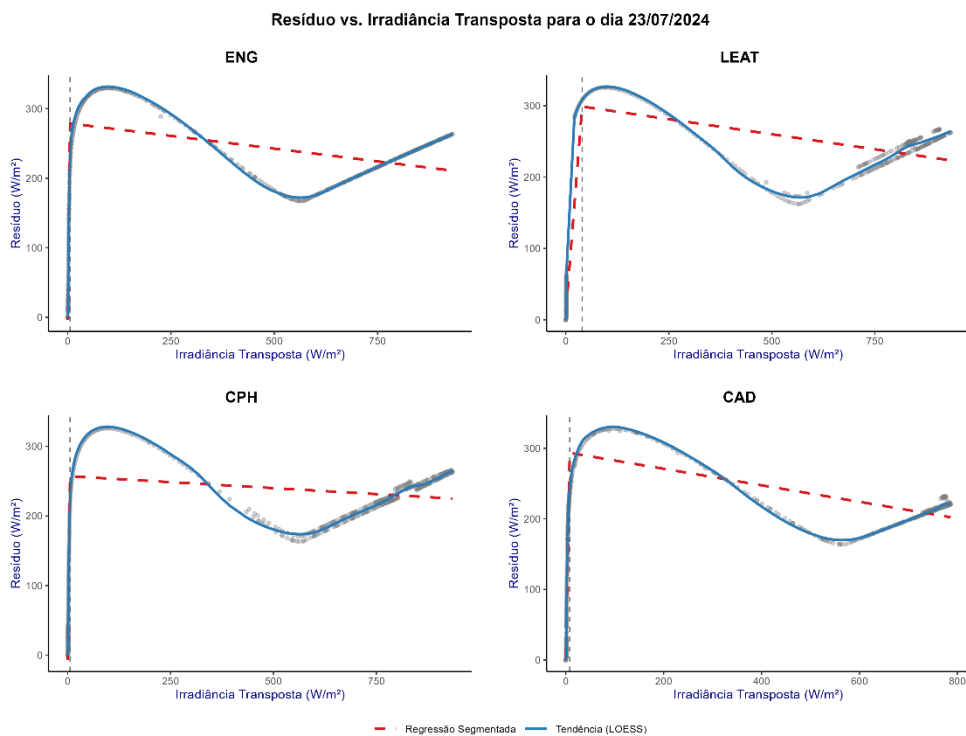 Resíduo vs. Irradiância Transposta para o dia 23/07/2024
ENG
Resíduo (W/m²)
300
200
100
0
0 250 500 750
Irradiância Transposta (W/m²)
LEAT
Resíduo (W/m²)
300
200
100
0
0 250 500 750
Irradiância Transposta (W/m²)
CPH
Resíduo (W/m²)
300
200
100
0
0 250 500 750
Irradiância Transposta (W/m²)
CAD
Resíduo (W/m²)
300
200
100
0
0 200 400 600 800
Irradiância Transposta (W/m²)
Regressão Segmentada Tendência (LOESS)